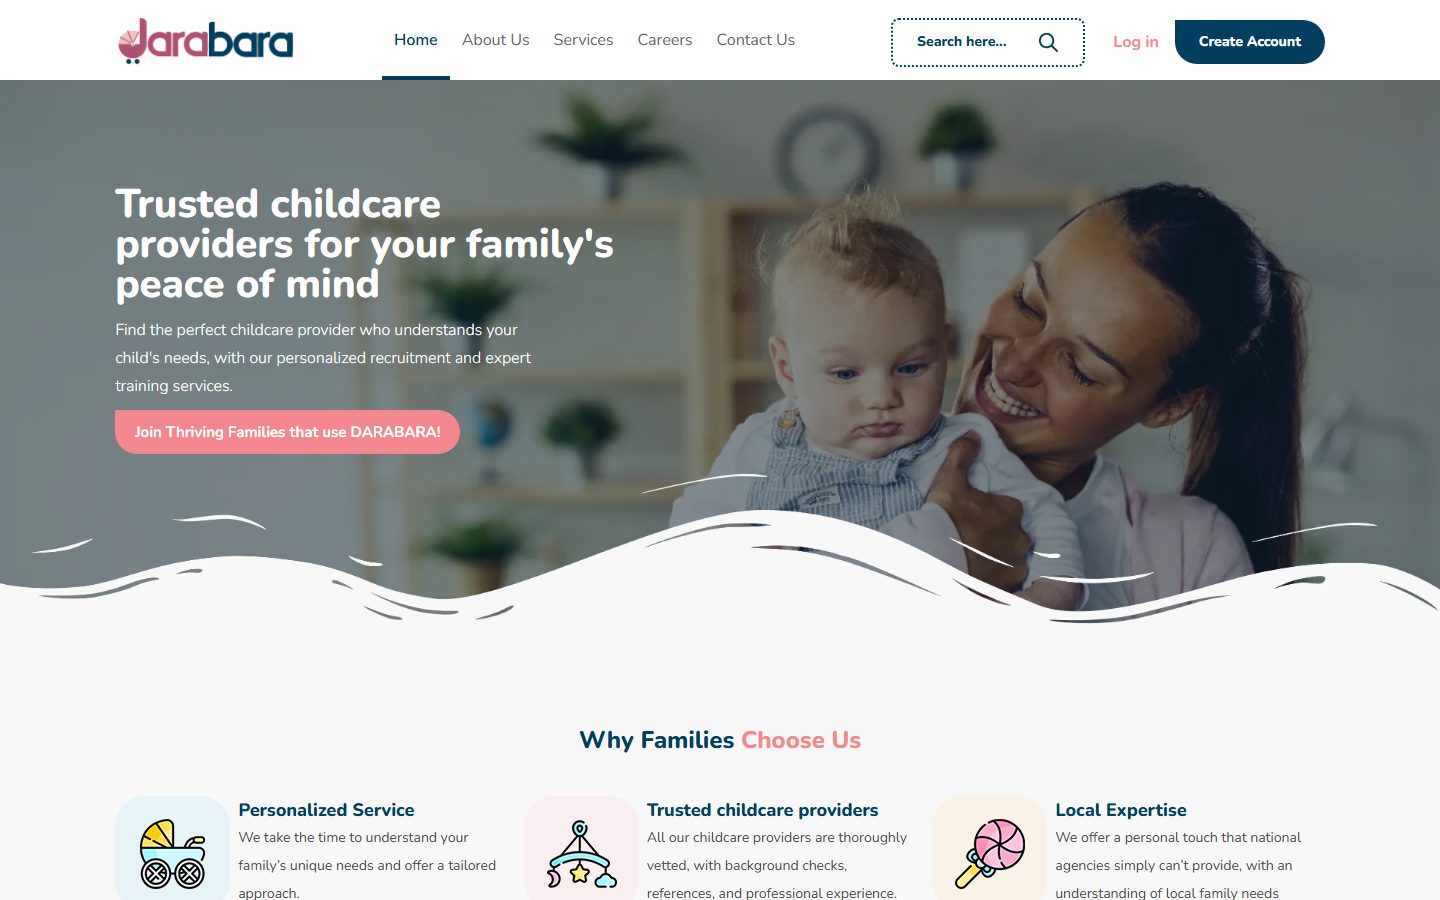 Jarabara
Home
About Us
Services
Careers
Contact Us
Search here...
Log in
Create Account
Trusted childcare
providers for your family's
peace of mind
Find the perfect childcare provider who understands your
child's needs, with our personalized recruitment and expert
training services.
Join Thriving Families that use DARABARA!
Why Families Choose Us
Personalized Service
We take the time to understand your
family's unique needs and offer a tailored
approach.
Trusted childcare providers
All our childcare providers are thoroughly
vetted, with background checks,
references, and professional experience.
Local Expertise
We offer a personal touch that national
agencies simply can't provide, with an
understanding of local family needs